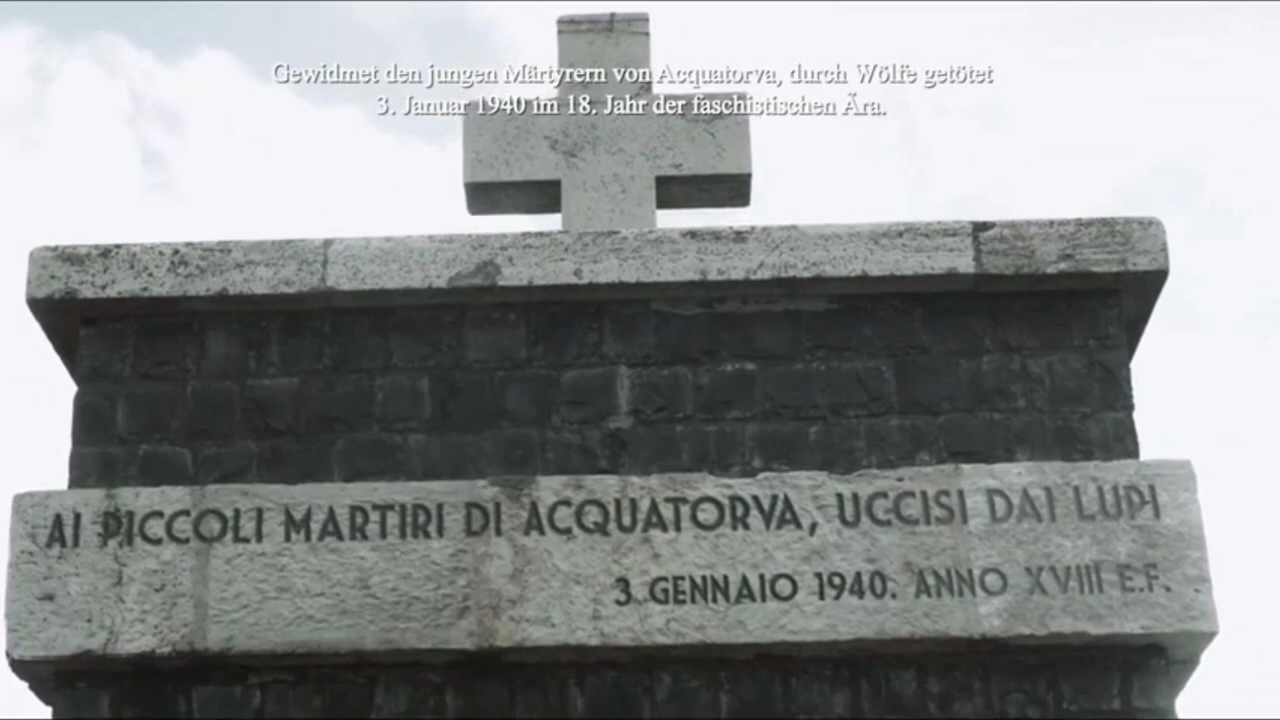 Gewidmet den jungen Märtyrern von Acquatorva, durch Wölfe getötet
3. Januar 1940 im 18. Jahr der faschistischen Ära.
AI PICCOLI MARTIRI DI ACQUATORVA, UCCISI DAI LUPI
3 GENNAIO 1940. ANNO XVIII E.F.